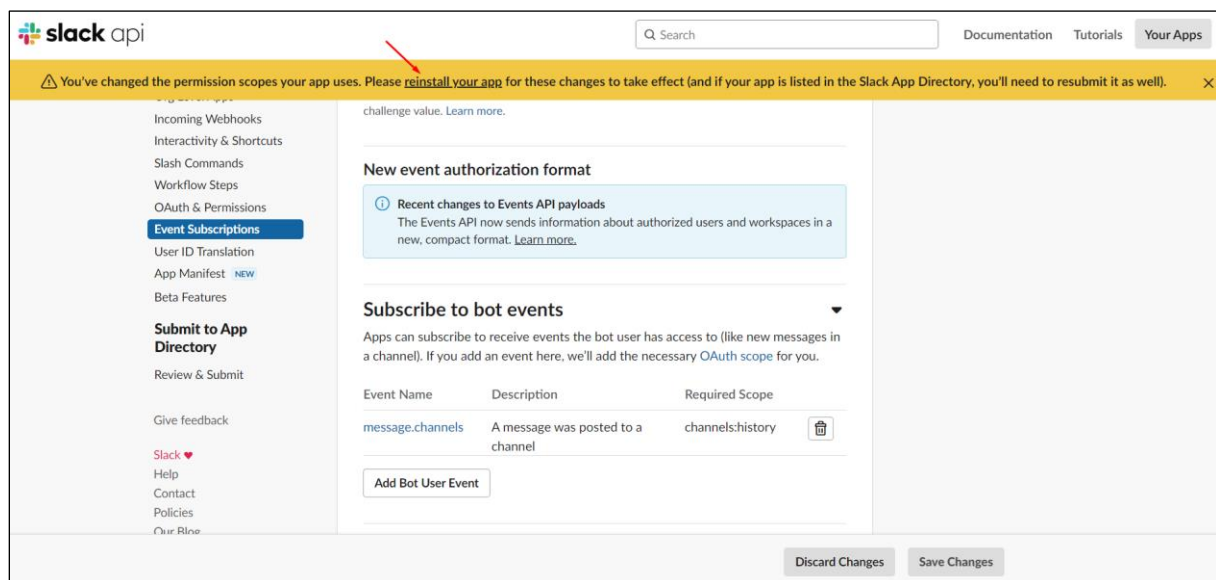 slack api
Search
Documentation
Tutorials
Your Apps
You've changed the permission scopes your app uses. Please reinstall your app for these changes to take effect (and if your app is listed in the Slack App Directory, you'll need to resubmit it as well).
Incoming Webhooks
Interactivity & Shortcuts
Slash Commands
Workflow Steps
OAuth & Permissions
Event Subscriptions
User ID Translation
App Manifest NEW
Beta Features
Submit to App
Directory
Review & Submit
Give feedback
Slack ♥
Help
Contact
Policies
Our Blog
challenge value. Learn more.
New event authorization format
Recent changes to Events API payloads
The Events API now sends information about authorized users and workspaces in a
new, compact format. Learn more.
Subscribe to bot events
Apps can subscribe to receive events the bot user has access to (like new messages in
a channel). If you add an event here, we'll add the necessary OAuth scope for you.
Event Name
Description
Required Scope
message.channels
A message was posted to a
channel
channels:history
Add Bot User Event
Discard Changes
Save Changes